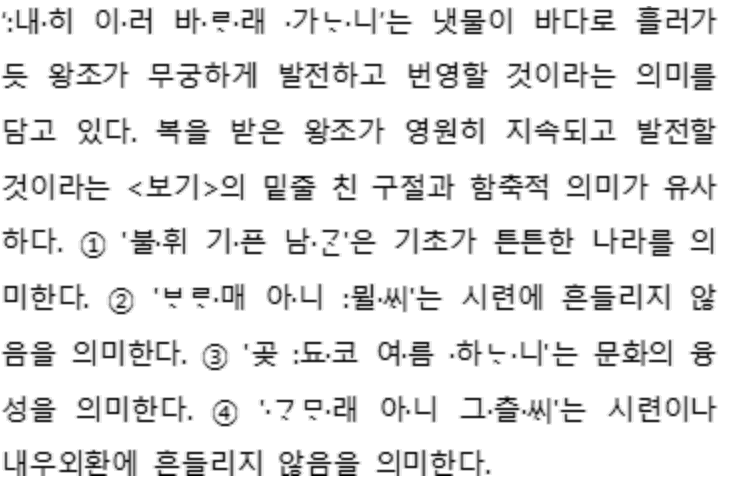 ':내·히 이·러 바·ᄅᆞ·래 ·가ᄂᆞ·니'는 냇물이 바다로 흘러가
듯 왕조가 무궁하게 발전하고 번영할 것이라는 의미를
담고 있다. 복을 받은 왕조가 영원히 지속되고 발전할
것이라는 <보기>의 밑줄 친 구절과 함축적 의미가 유사
하다. ① '불·휘 기·픈 남·ᄀᆞᆫ'은 기초가 튼튼한 나라를 의
미한다. ② 'ᄇᆞᄅᆞ·매 아·니 :뮐·씨'는 시련에 흔들리지 않
음을 의미한다. ③ '곶 :됴·코 여·름 ·하ᄂᆞ·니'는 문화의 융
성을 의미한다. ④ '·ᄀᆞᄆᆞ·래 아·니 그·츨·씨'는 시련이나
내우외환에 흔들리지 않음을 의미한다.